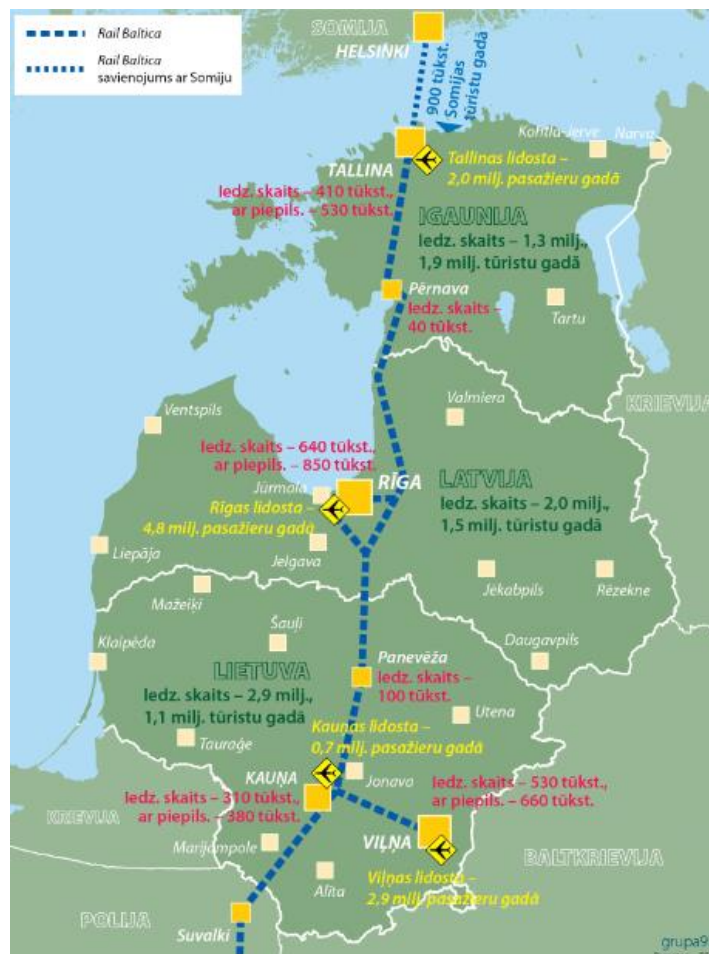 Rail Baltica
Rail Baltica
savienojums ar Somiju
SOMIJA
HELSINKI
900 tūkst.
Somijas
tūristu gadā
TALLINA
Kohtla-Jerve
Narva
Tallinas lidosta –
2,0 milj. pasažieru gadā
Iedz. skaits – 410 tūkst.,
ar piepils. – 530 tūkst.
IGAUNIJA
Iedz. skaits – 1,3 milj.,
1,9 milj. tūristu gadā
Pērnava
Iedz. skaits –
40 tūkst.
Tartu
Ventspils
Valmiera
KRIEVIJA
Iedz. skaits – 640 tūkst.,
ar piepils. – 850 tūkst.
RĪGA
Jūrmala
Rīgas lidosta –
4,8 milj. pasažieru gadā
LATVIJA
Iedz. skaits – 2,0 milj.,
1,5 milj. tūristu gadā
Liepāja
Jelgava
Jēkabpils
Rēzekne
Mažeiķi
Šauļi
Klaipēda
Daugavpils
Panevēža
Iedz. skaits –
100 tūkst.
LIETUVA
Iedz. skaits – 2,9 milj.,
1,1 milj. tūristu gadā
Utena
Tauraģe
Kauņas lidosta –
0,7 milj. pasažieru gadā
KAUŅA
Jonava
Iedz. skaits – 310 tūkst.,
ar piepils. – 380 tūkst.
Iedz. skaits – 530 tūkst.,
ar piepils. – 660 tūkst.
KRIEVIJA
Marijampole
VIĻŅA
BALTKRIEVIJA
Alīta
Viļņas lidosta –
2,9 milj. pasažieru gadā
POLIJA
Suvalki
grupa9